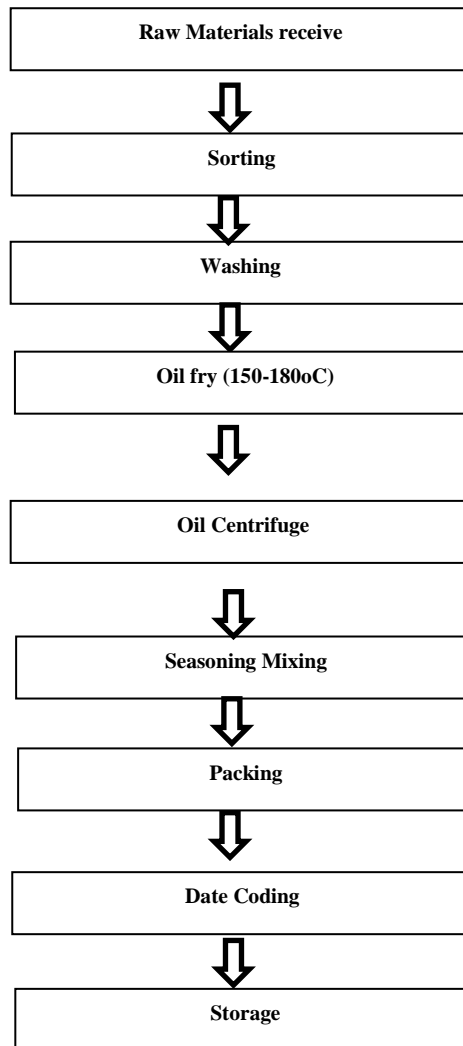 Raw Materials receive
Sorting
Washing
Oil fry (150-180oC)
Oil Centrifuge
Seasoning Mixing
Packing
Date Coding
Storage